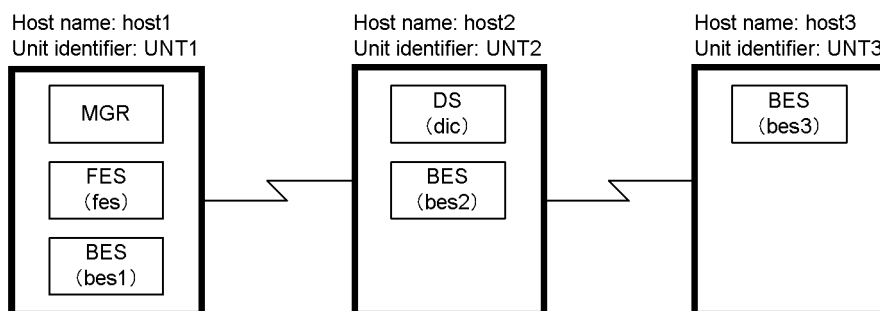 Host name: host1
Unit identifier: UNT1
MGR
FES
(fes)
BES
(bes1)
Host name: host2
Unit identifier: UNT2
DS
(dic)
BES
(bes2)
Host name: host3
Unit identifier: UNT3
BES
(bes3)